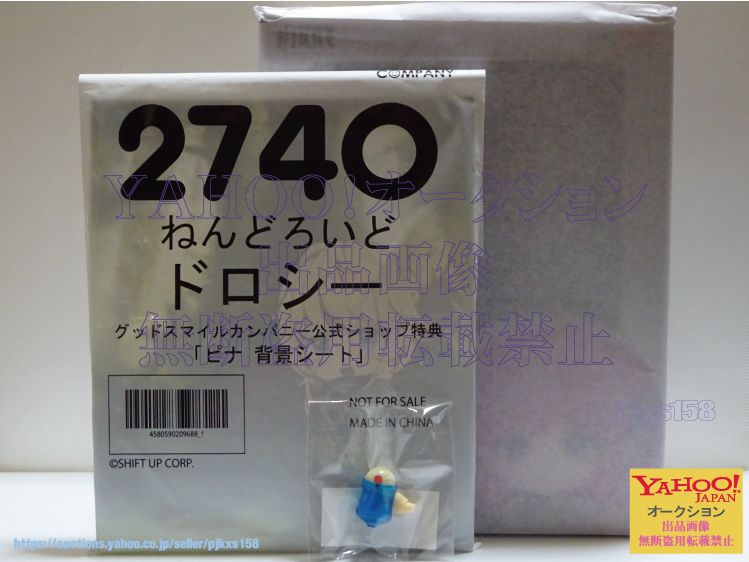 COMPANY
2740
ねんどろいど
ドロシー
グッドスマイルカンパニー公式ショップ特典
「ピナ 背景シート」
4580590209688_1
©SHIFT UP CORP.
NOT FOR SALE
MADE IN CHINA
YAHOO!オークション
出品画像
無断盗用転載禁止
pjkxs158
https://auctions.yahoo.co.jp/seller/pjkxs158
YAHOO!
JAPAN
オークション
出品画像
無断盗用転載禁止